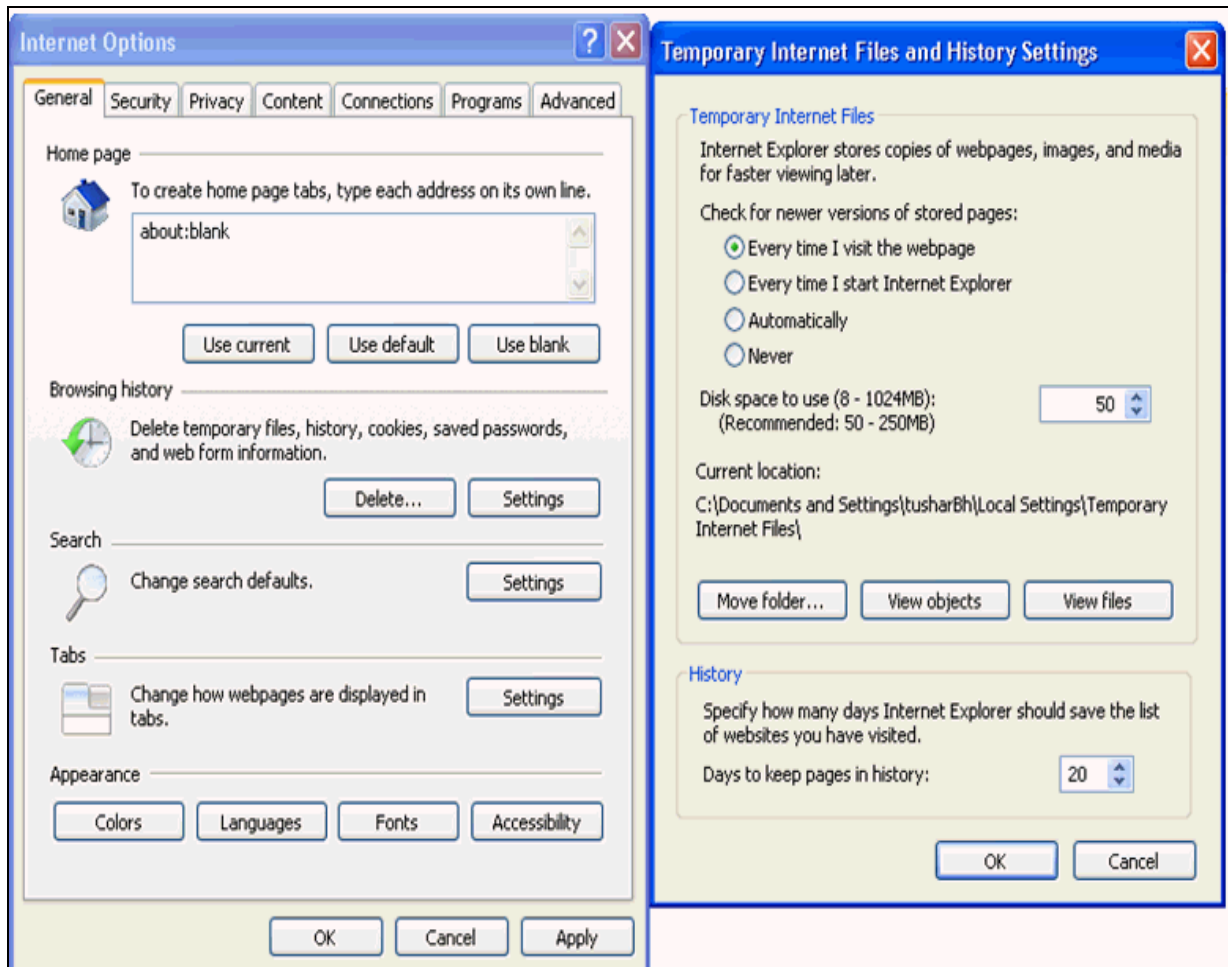 Internet Options
General Security Privacy Content Connections Programs Advanced
Home page
To create home page tabs, type each address on its own line.
about:blank
Use current Use default Use blank
Browsing history
Delete temporary files, history, cookies, saved passwords,
and web form information.
Delete... Settings
Search
Change search defaults.
Settings
Tabs
Change how webpages are displayed in
tabs.
Settings
Appearance
Colors Languages Fonts Accessibility
OK Cancel Apply
Temporary Internet Files and History Settings
Temporary Internet Files
Internet Explorer stores copies of webpages, images, and media
for faster viewing later.
Check for newer versions of stored pages:
Every time I visit the webpage
Every time I start Internet Explorer
Automatically
Never
Disk space to use (8 - 1024MB): 50
(Recommended: 50 - 250MB)
Current location:
C:\Documents and Settings\tusharBh\Local Settings\Temporary
Internet Files\
Move folder... View objects View files
History
Specify how many days Internet Explorer should save the list
of websites you have visited.
Days to keep pages in history: 20
OK Cancel